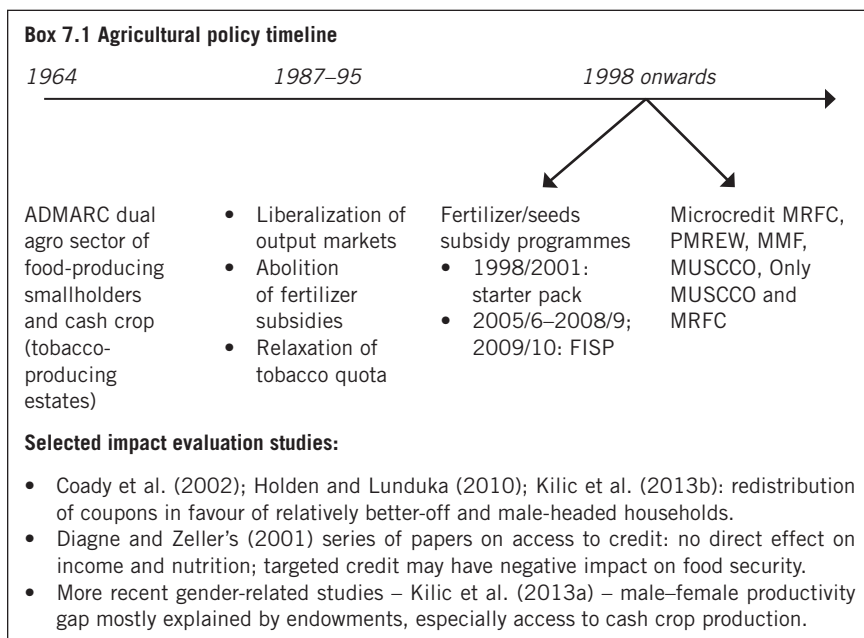 Box 7.1 Agricultural policy timeline
1964 1987–95 1998 onwards
ADMARC dual
agro sector of
food-producing
smallholders
and cash crop
(tobacco-
producing
estates)
• Liberalization of
output markets
• Abolition
of fertilizer
subsidies
• Relaxation of
tobacco quota
Fertilizer/seeds
subsidy programmes
• 1998/2001:
starter pack
• 2005/6–2008/9;
2009/10: FISP
Microcredit MRFC,
PMREW, MMF,
MUSCCO, Only
MUSCCO and
MRFC
Selected impact evaluation studies:
• Coady et al. (2002); Holden and Lunduka (2010); Kilic et al. (2013b): redistribution
of coupons in favour of relatively better-off and male-headed households.
• Diagne and Zeller's (2001) series of papers on access to credit: no direct effect on
income and nutrition; targeted credit may have negative impact on food security.
• More recent gender-related studies – Kilic et al. (2013a) – male–female productivity
gap mostly explained by endowments, especially access to cash crop production.